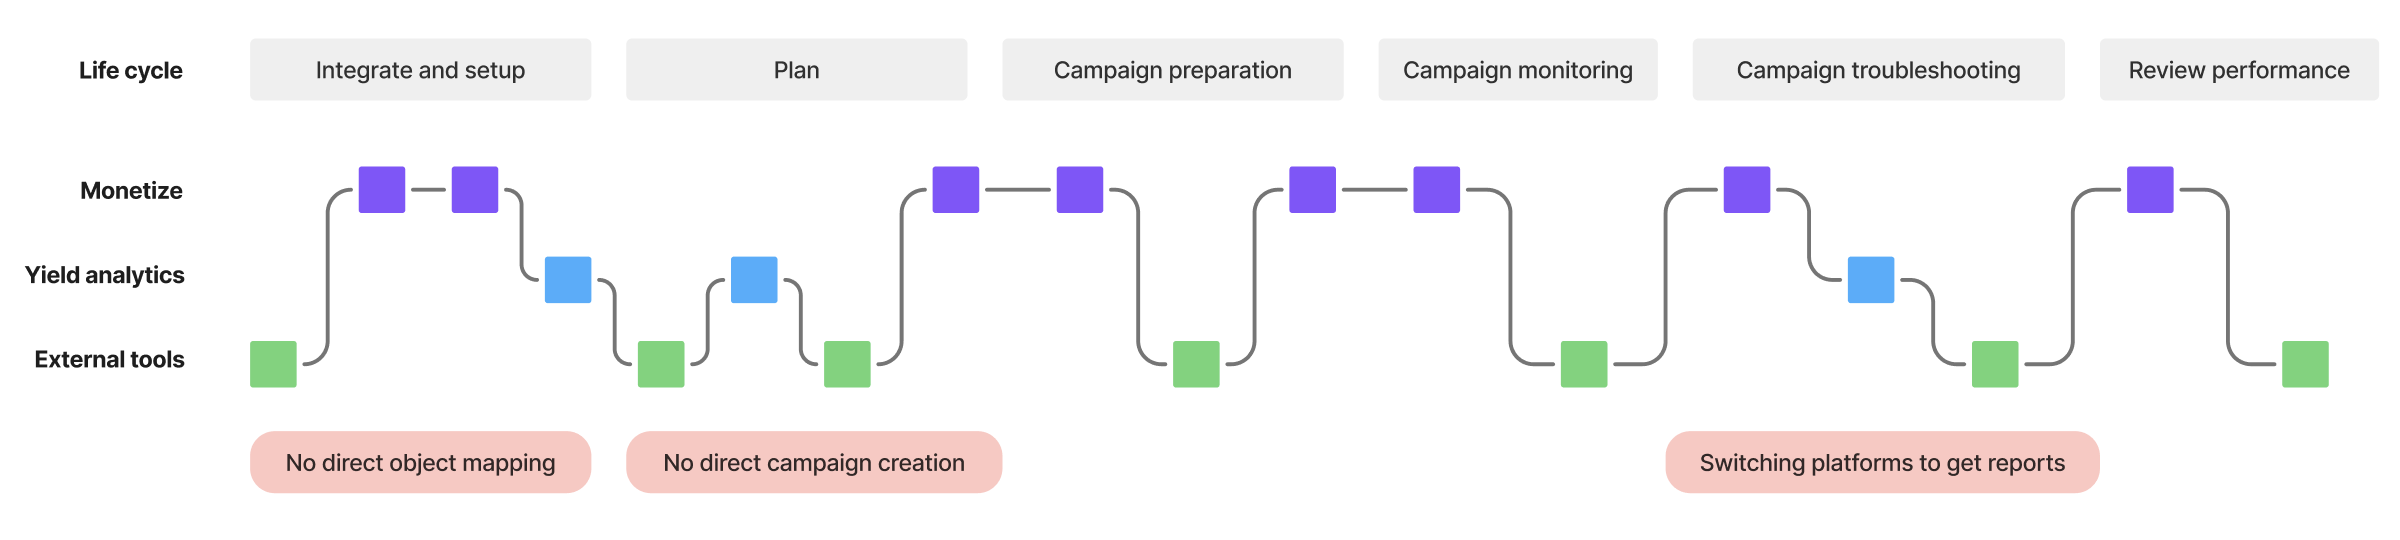 Life cycle
Integrate and setup
Plan
Campaign preparation
Campaign monitoring
Campaign troubleshooting
Review performance
Monetize
Yield analytics
External tools
No direct object mapping
No direct campaign creation
Switching platforms to get reports